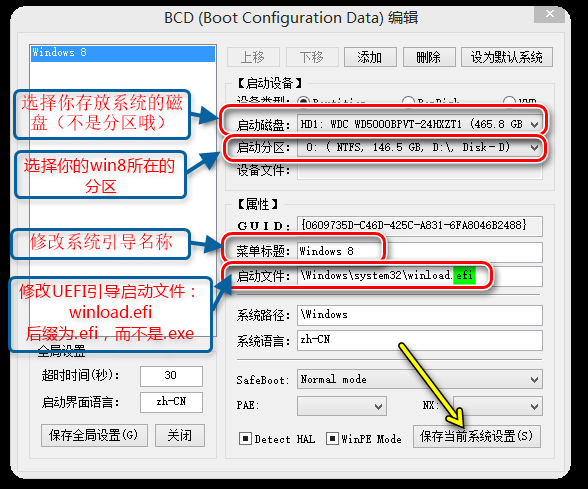 BCD (Boot Configuration Data) 编辑
Windows 8
上移
下移
添加
删除
设为默认系统
【启动设备】
选择你存放系统的磁
盘（不是分区哦）
启动磁盘:
HD1: WDC WD5000BPVT-24HXZT1 (465.8 GB
启动分区:
0: ( NTFS, 146.5 GB, D:\, Disk-D)
选择你的win8所在的
分区
设备文件:
【属性】
GUID:
{0609735D-C46D-425C-A831-6FA8046B2488}
修改系统引导名称
菜单标题:
Windows 8
启动文件:
\Windows\system32\winload.efi
修改UEFI引导启动文件：
winload.efi
后缀为.efi，而不是.exe
系统路径:
\Windows
系统语言:
zh-CN
全局设置
超时时间(秒):
30
启动界面语言:
zh-CN
SafeBoot:
Normal mode
PAE:
NX:
保存全局设置(G)
关闭
Detect HAL
WinPE Mode
保存当前系统设置(S)